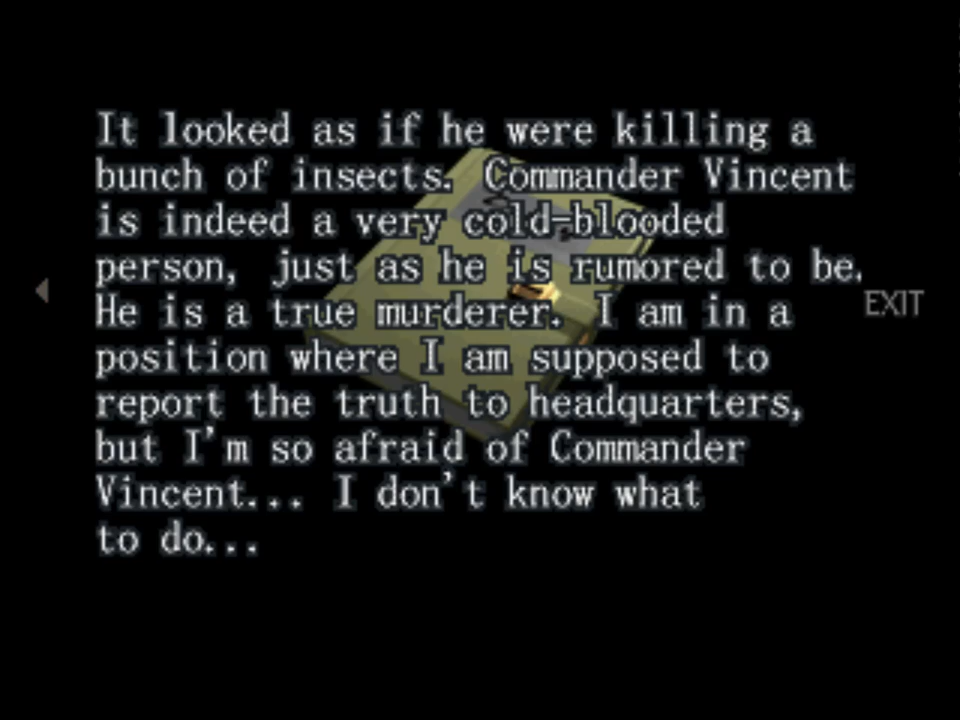 It looked as if he were killing a
bunch of insects. Commander Vincent
is indeed a very cold-blooded
person, just as he is rumored to be.
He is a true murderer. I am in a
position where I am supposed to
report the truth to headquarters,
but I'm so afraid of Commander
Vincent... I don't know what
to do...
EXIT